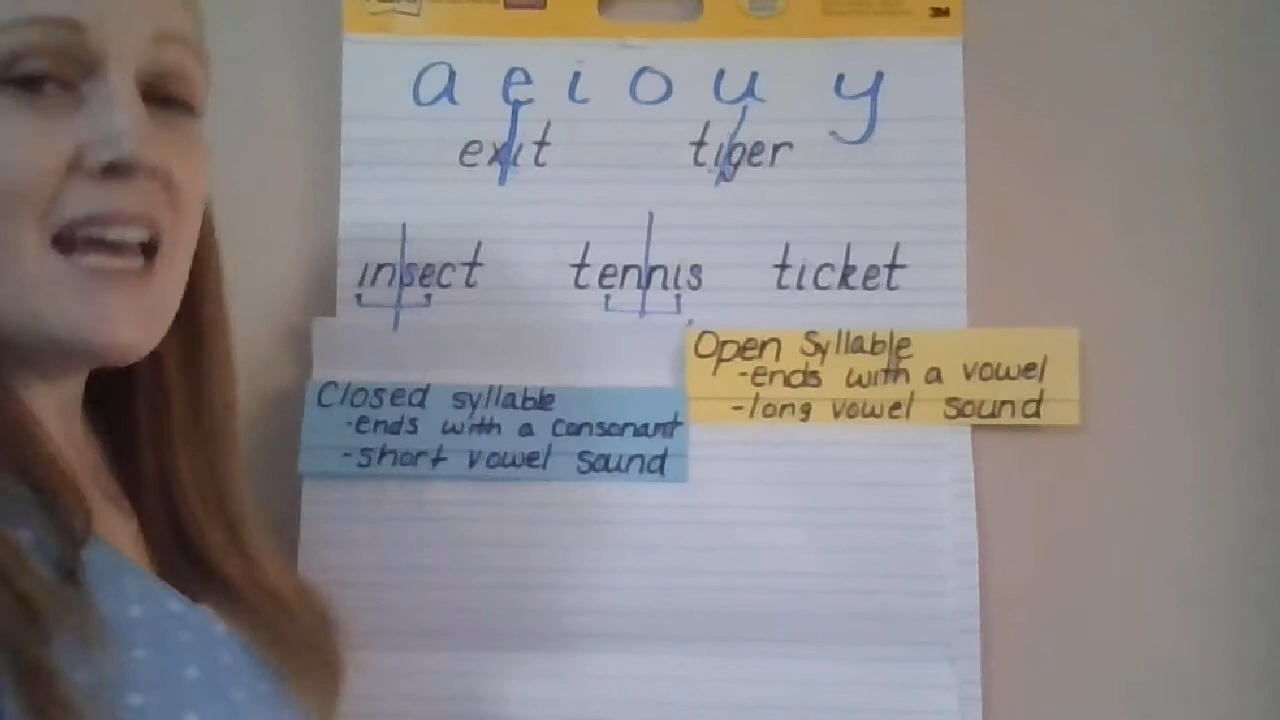 3M
a e i o u y
exit tiger
insect tennis ticket
Open Syllable
-ends with a vowel
-long vowel sound
Closed syllable
-ends with a consonant
-short vowel sound